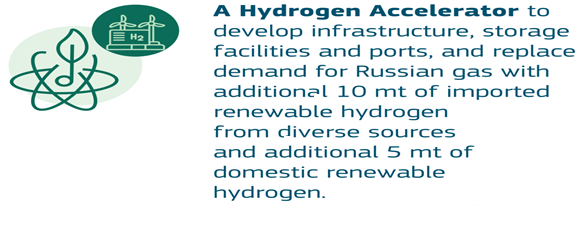 H2
A Hydrogen Accelerator to
develop infrastructure, storage
facilities and ports, and replace
demand for Russian gas with
additional 10 mt of imported
renewable hydrogen
from diverse sources
and additional 5 mt of
domestic renewable
hydrogen.